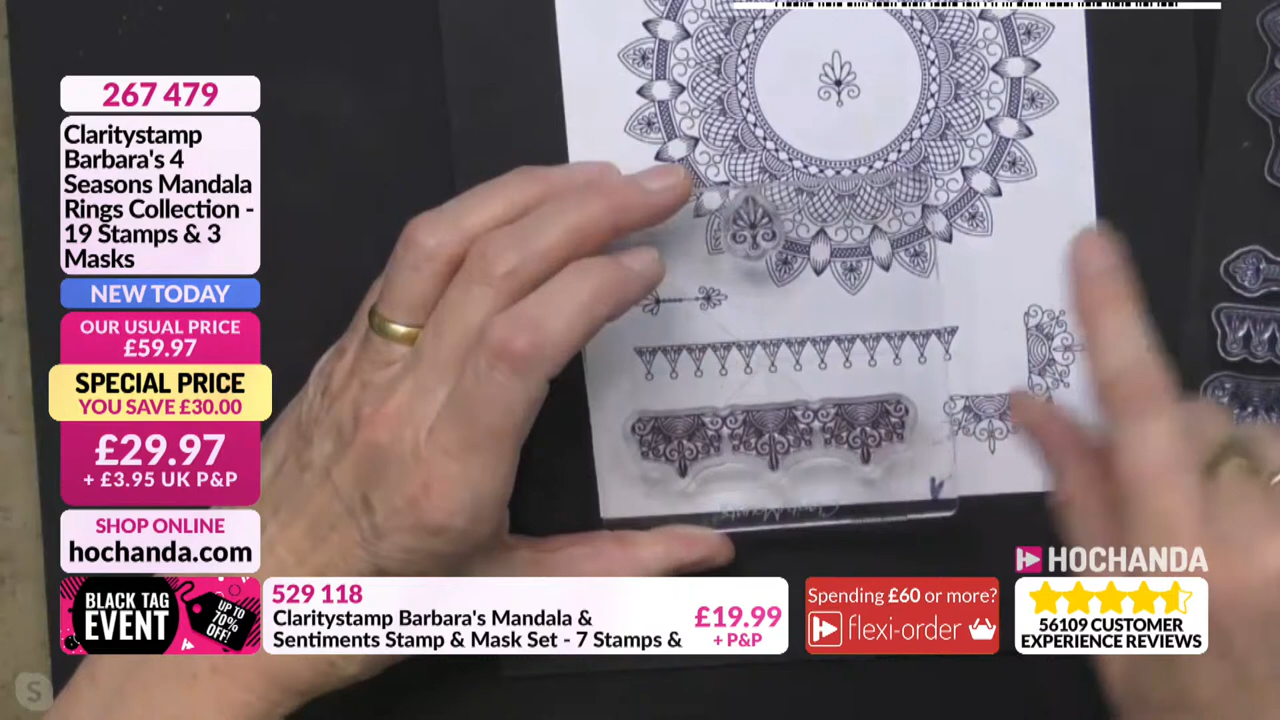 267 479
Claritystamp
Barbara's 4
Seasons Mandala
Rings Collection -
19 Stamps & 3
Masks
NEW TODAY
OUR USUAL PRICE
£59.97
SPECIAL PRICE
YOU SAVE £30.00
£29.97
+ £3.95 UK P&P
SHOP ONLINE
hochanda.com
BLACK TAG
EVENT
UP TO
70%
OFF!
529 118
Claritystamp Barbara's Mandala &
Sentiments Stamp & Mask Set - 7 Stamps &
£19.99
+ P&P
Spending £60 or more?
flexi-order
HOCHANDA
56109 CUSTOMER
EXPERIENCE REVIEWS
S